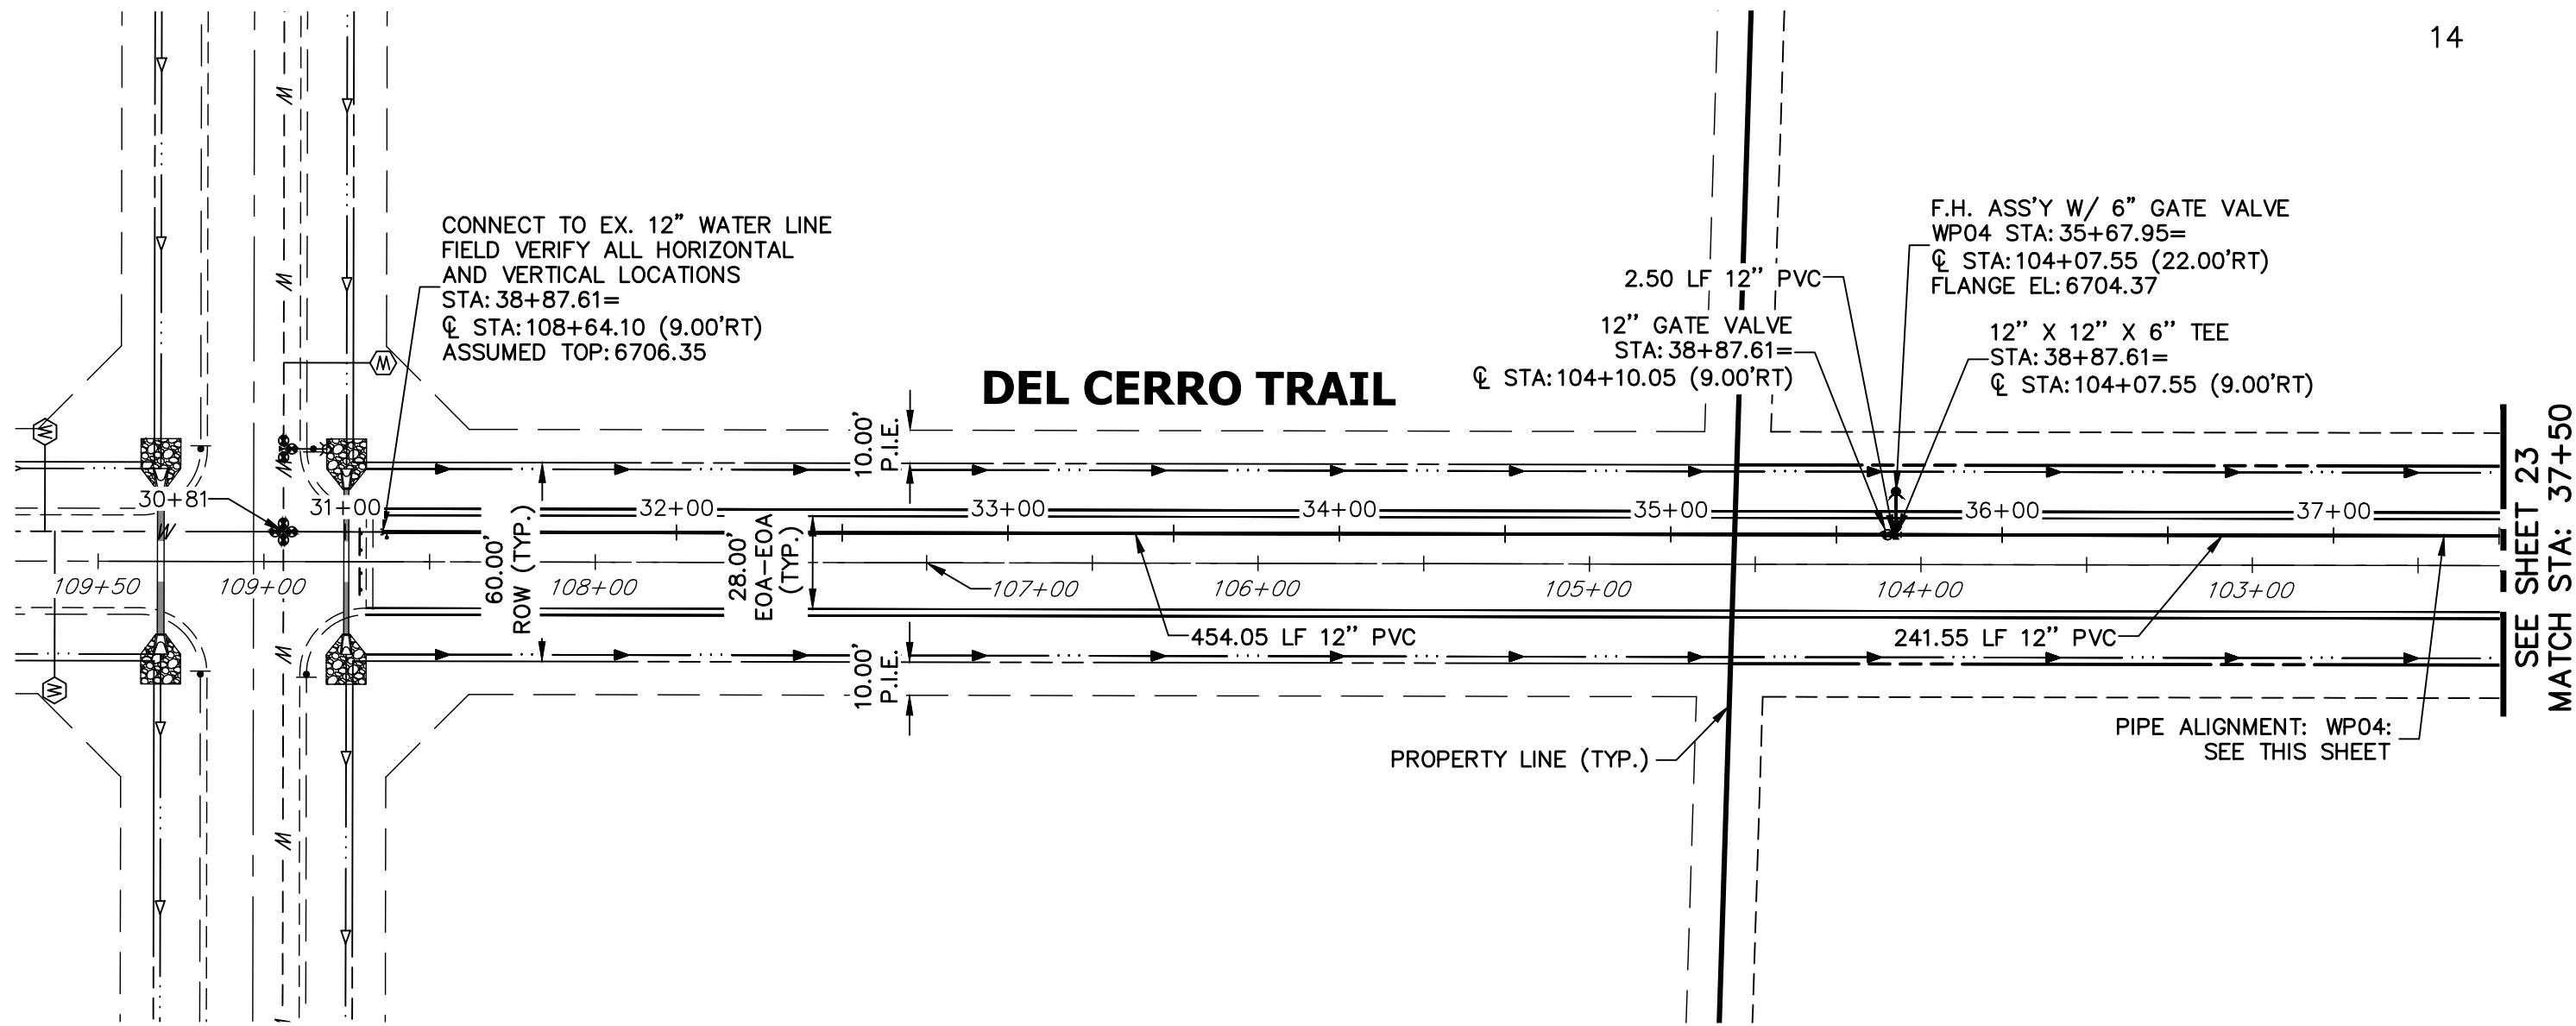 14
CONNECT TO EX. 12" WATER LINE
FIELD VERIFY ALL HORIZONTAL
AND VERTICAL LOCATIONS
STA: 38+87.61=
℄ STA: 108+64.10 (9.00'RT)
ASSUMED TOP: 6706.35
F.H. ASS'Y W/ 6" GATE VALVE
WP04 STA: 35+67.95=
℄ STA: 104+07.55 (22.00'RT)
FLANGE EL: 6704.37
2.50 LF 12" PVC
12" GATE VALVE
STA: 38+87.61=
℄ STA: 104+10.05 (9.00'RT)
12" X 12" X 6" TEE
STA: 38+87.61=
℄ STA: 104+07.55 (9.00'RT)
DEL CERRO TRAIL
W
W
W
10.00'
P.I.E.
30+81
31+00
32+00
33+00
34+00
35+00
36+00
37+00
W
W
W
W
W
W
60.00'
ROW (TYP.)
28.00'
EOA-EOA
(TYP.)
109+50
109+00
108+00
107+00
106+00
105+00
104+00
103+00
454.05 LF 12" PVC
241.55 LF 12" PVC
10.00'
P.I.E.
PROPERTY LINE (TYP.)
PIPE ALIGNMENT: WP04:
SEE THIS SHEET
SEE SHEET 23
MATCH STA: 37+50